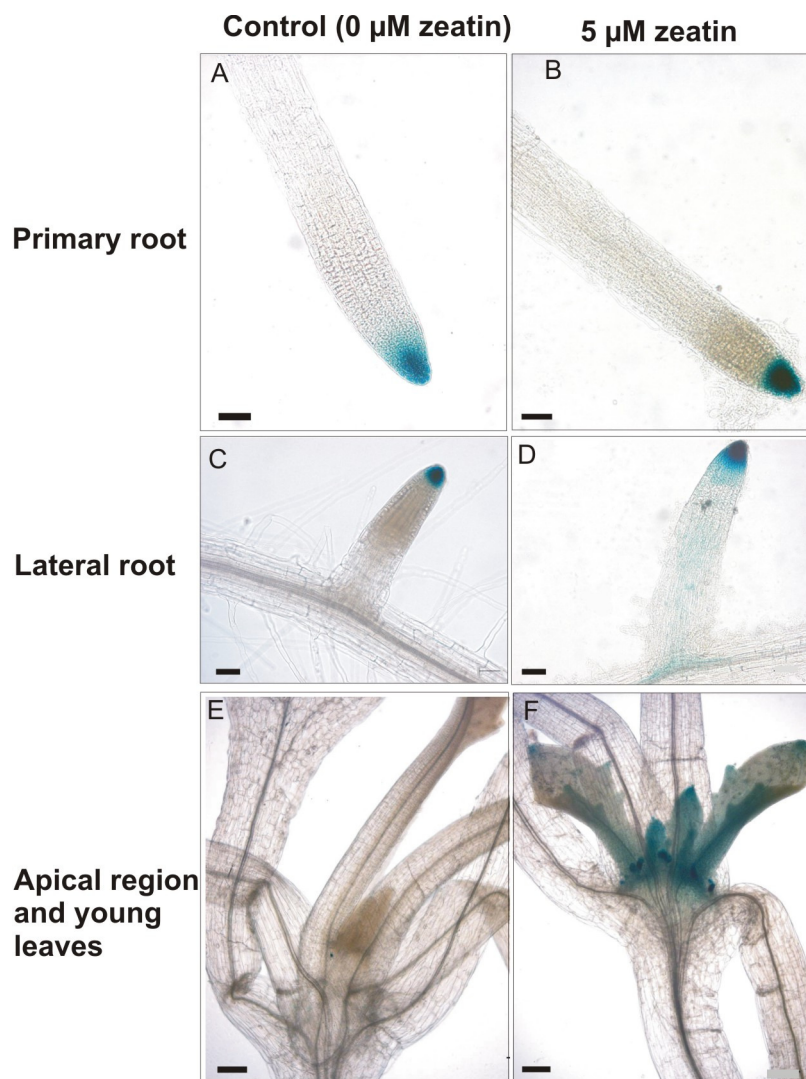 Control (0 µM zeatin)
5 µM zeatin
A
B
Primary root
C
D
Lateral root
E
F
Apical region
and young
leaves